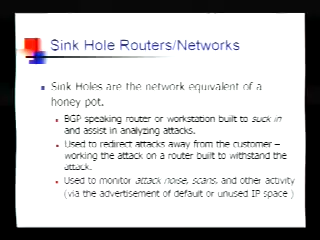 Sink Hole Routers/Networks
Sink Holes are the network equivalent of a
honey pot.
BGP speaking router or workstation built to suck in
and assist in analyzing attacks.
Used to redirect attacks away from the customer –
working the attack on a router built to withstand the
attack.
Used to monitor attack noise, scans, and other activity
(via the advertisement of default or unused IP space )